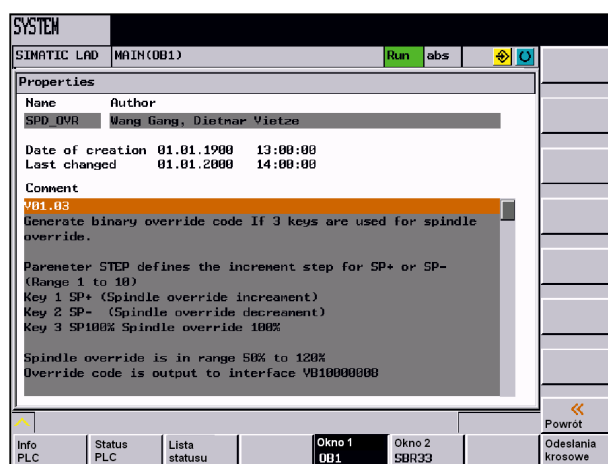 SYSTEM
SIMATIC LAD MAIN(OB1) Run abs
Properties
Name Author
SPD_OVR Wang Gang, Dietmar Vietze
Date of creation 01.01.1900 13:00:00
Last changed 01.01.2000 14:00:00
Comment
V01.03
Generate binary override code If 3 keys are used for spindle
override.
Paremeter STEP defines the increment step for SP+ or SP-
(Range 1 to 10)
Key 1 SP+ (Spindle override increament)
Key 2 SP- (Spindle override decreament)
Key 3 SP100% Spindle override 100%
Spindle override is in range 50% to 120%
Override code is output to interface VB10000008
Powrót
Info PLC
Status PLC
Lista statusu
Okno 1 OB1
Okno 2 SBR33
Odesłania krosowe